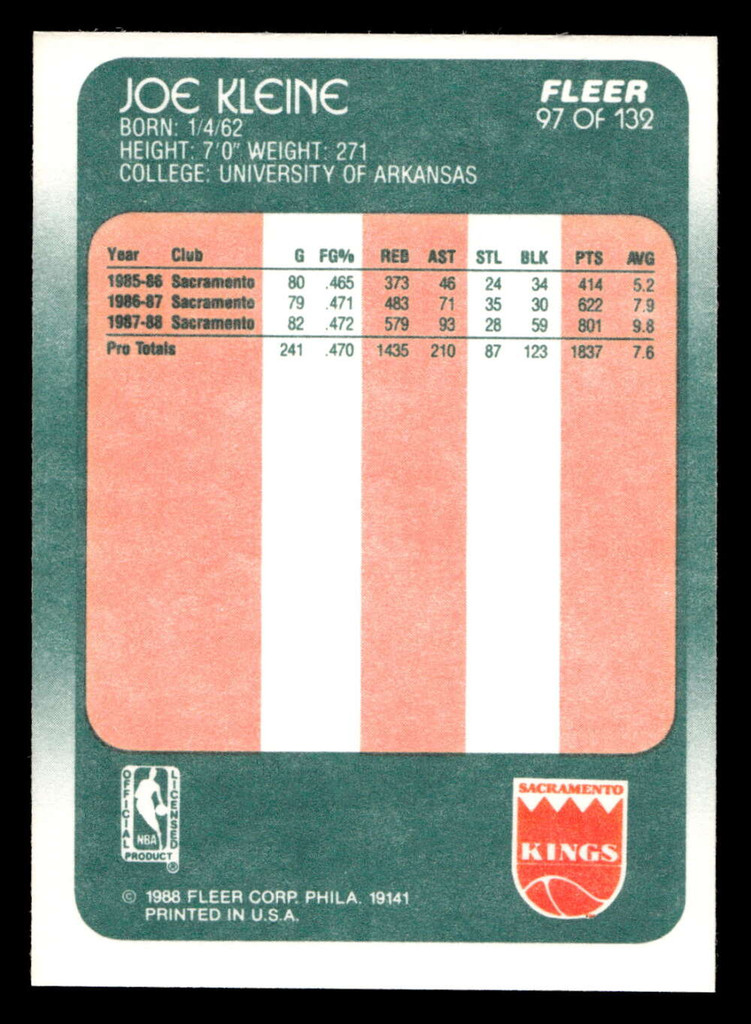 JOE KLEINE
BORN: 1/4/62
HEIGHT: 7'0" WEIGHT: 271
COLLEGE: UNIVERSITY OF ARKANSAS
FLEER
97 OF 132
Year Club G FG% REB AST STL BLK PTS AVG
1985-86 Sacramento 80 .465 373 46 24 34 414 5.2
1986-87 Sacramento 79 .471 483 71 35 30 622 7.9
1987-88 Sacramento 82 .472 579 93 28 59 801 9.8
Pro Totals 241 .470 1435 210 87 123 1837 7.6
OFFICIAL
LICENSED
NBA
PRODUCT
®
SACRAMENTO
KINGS
© 1988 FLEER CORP. PHILA. 19141
PRINTED IN U.S.A.